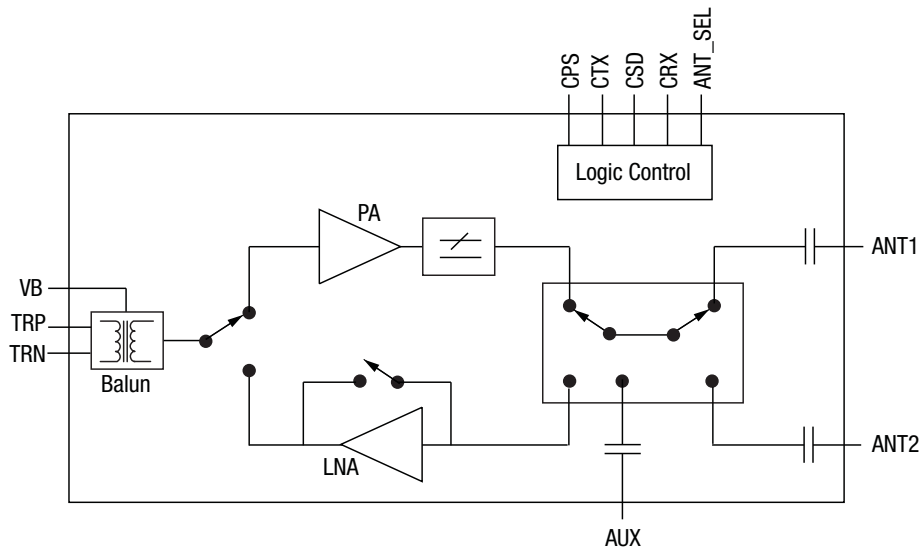 CPS
CTX
CSD
CRX
ANT_SEL
Logic Control
PA
ANT1
VB
TRP
TRN
Balun
LNA
ANT2
AUX